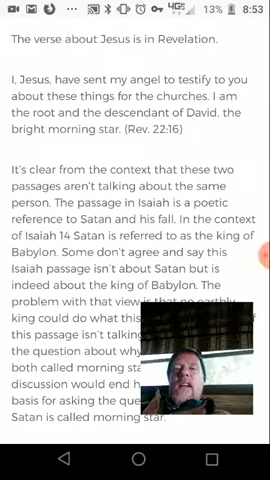 13% 8:53
The verse about Jesus is in Revelation.
I, Jesus, have sent my angel to testify to you
about these things for the churches. I am
the root and the descendant of David, the
bright morning star. (Rev. 22:16)
It's clear from the context that these two
passages aren't talking about the same
person. The passage in Isaiah is a poetic
reference to Satan and his fall. In the context
of Isaiah 14 Satan is referred to as the king of
Babylon. Some don't agree and say this
Isaiah passage isn't about Satan but is
indeed about the king of Babylon. The
problem with that view is that no earthly
king could do what this
this passage isn't talking
the question about why
both called morning sta
discussion would end h
basis for asking the que
Satan is called morning star.